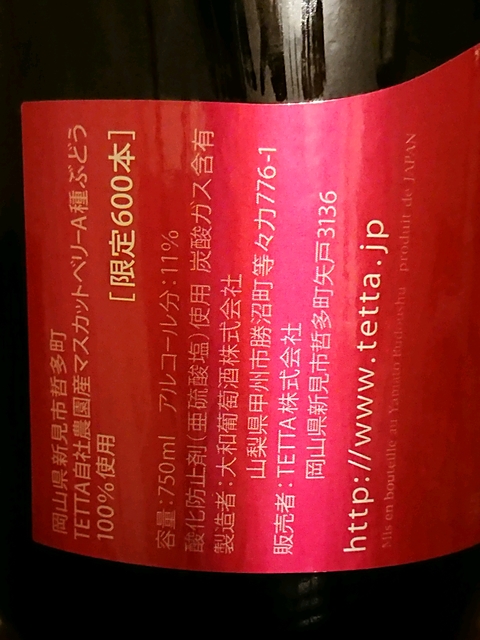 岡山県新見市哲多町
TETTA自社農園産マスカットベリーA種ぶどう
100%使用
［限定600本］
容量：750ml アルコール分：11%
酸化防止剤（亜硫酸塩）使用 炭酸ガス含有
製造者：大和葡萄酒株式会社
山梨県甲州市勝沼町等々力776-1
販売者：TETTA株式会社
岡山県新見市哲多町矢戸3136
http://www.tetta.jp
Mis en bouteille au Yamato Budoushu produit de JAPAN